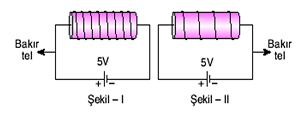 Bakır
tel
5V
+ –
Şekil – I
5V
+ –
Şekil – II
Bakır
tel